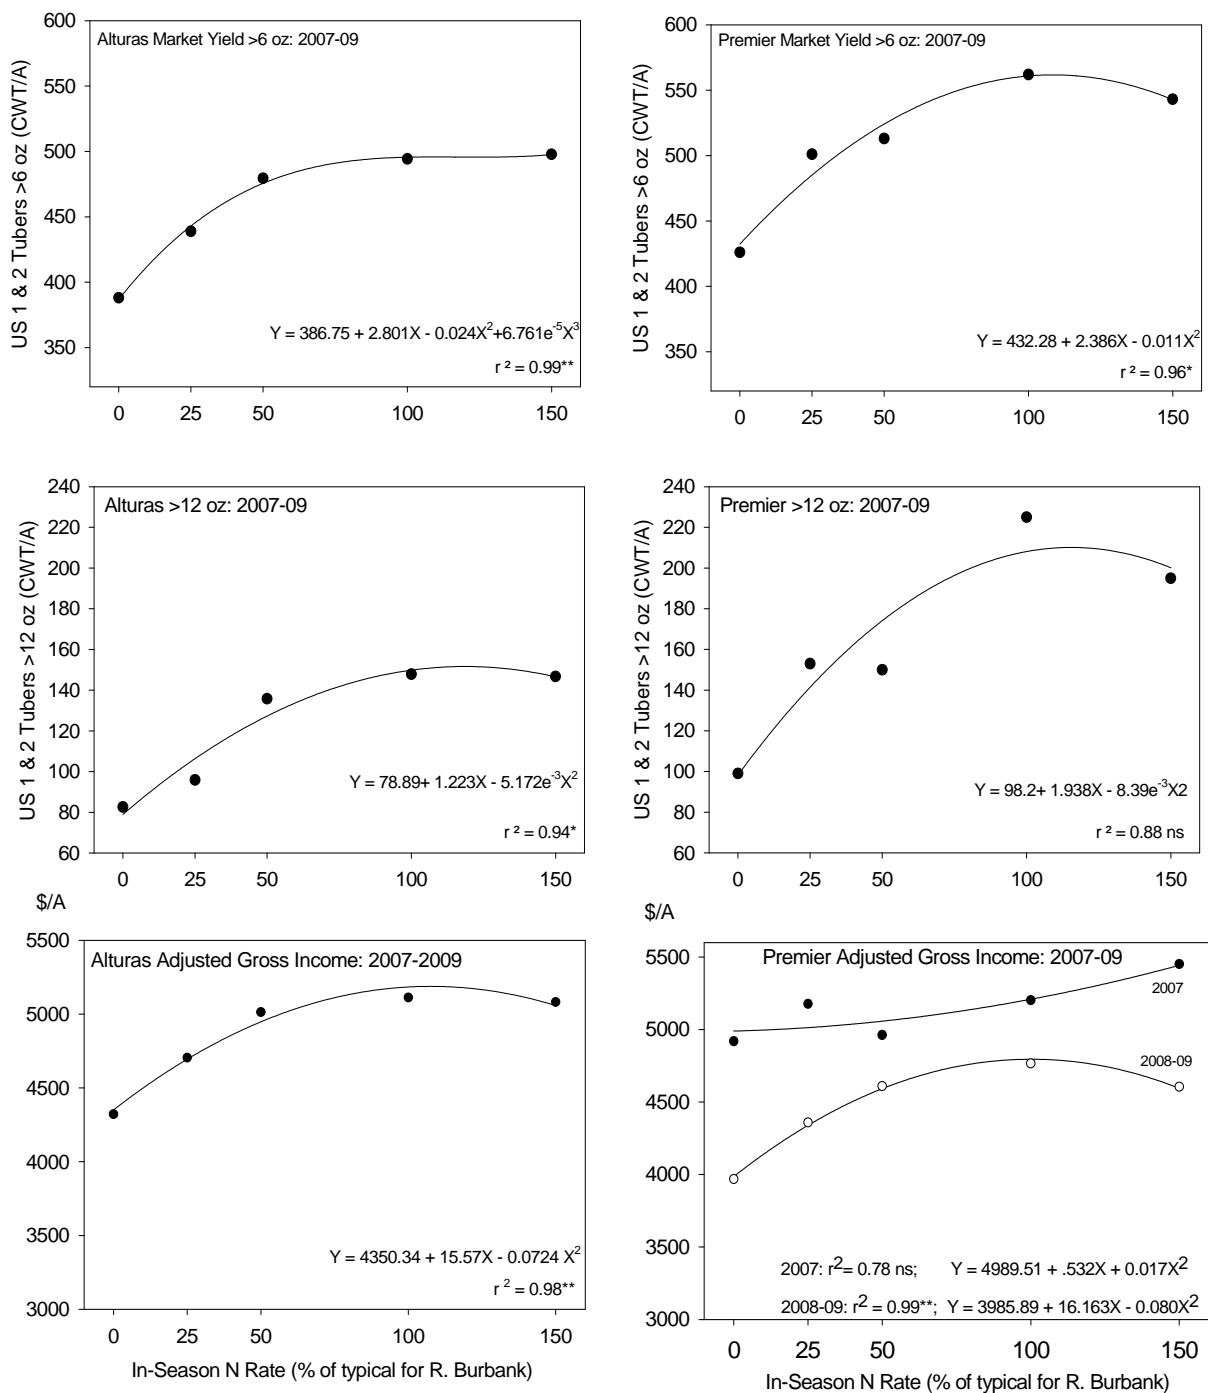 Alturas Market Yield >6 oz: 2007-09
US 1 & 2 Tubers >6 oz (CWT/A)
600
550
500
450
400
350
Y = 386.75 + 2.801X - 0.024X²+6.761e⁻⁵X³
r ² = 0.99**
0 25 50 100 150
Premier Market Yield >6 oz: 2007-09
US 1 & 2 Tubers >6 oz (CWT/A)
600
550
500
450
400
350
Y = 432.28 + 2.386X - 0.011X²
r ² = 0.96*
0 25 50 100 150
Alturas >12 oz: 2007-09
US 1 & 2 Tubers >12 oz (CWT/A)
240
220
200
180
160
140
120
100
80
60
Y = 78.89+ 1.223X - 5.172e⁻³X²
r ² = 0.94*
0 25 50 100 150
Premier >12 oz: 2007-09
US 1 & 2 Tubers >12 oz (CWT/A)
240
220
200
180
160
140
120
100
80
60
Y = 98.2+ 1.938X - 8.39e⁻³X2
r ² = 0.88 ns
0 25 50 100 150
$/A
Alturas Adjusted Gross Income: 2007-2009
5500
5000
4500
4000
3500
3000
Y = 4350.34 + 15.57X - 0.0724 X²
r ² = 0.98**
0 25 50 100 150
In-Season N Rate (% of typical for R. Burbank)
$/A
Premier Adjusted Gross Income: 2007-09
5500
5000
4500
4000
3500
3000
2007
2008-09
2007: r²= 0.78 ns; Y = 4989.51 + .532X + 0.017X²
2008-09: r² = 0.99**; Y = 3985.89 + 16.163X - 0.080X²
0 25 50 100 150
In-Season N Rate (% of typical for R. Burbank)